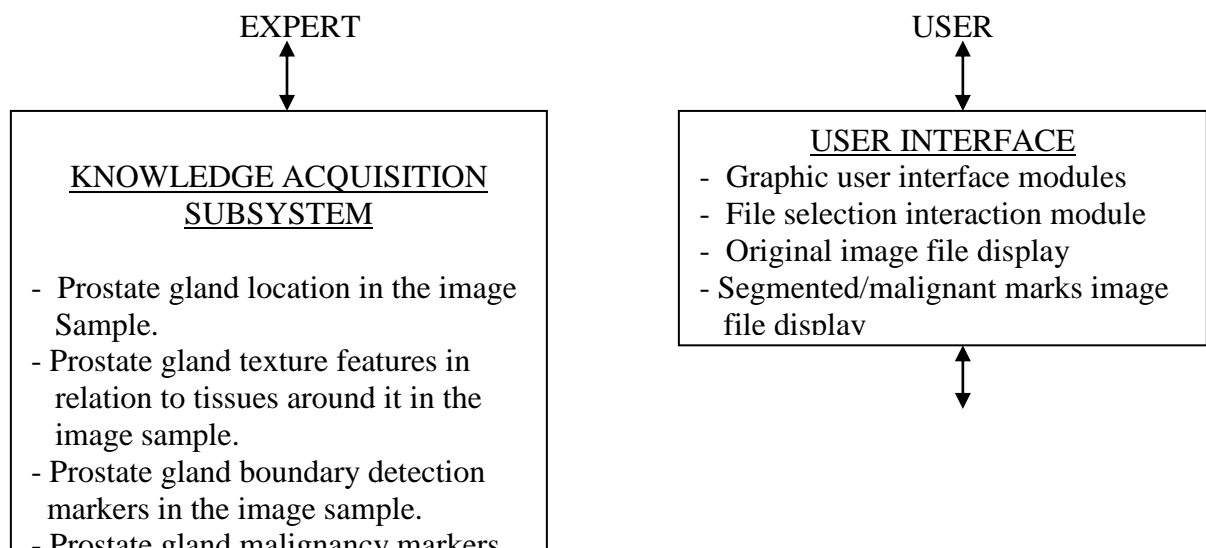 EXPERT
KNOWLEDGE ACQUISITION
SUBSYSTEM
- Prostate gland location in the image
Sample.
- Prostate gland texture features in
relation to tissues around it in the
image sample.
- Prostate gland boundary detection
markers in the image sample.
- Prostate gland malignancy markers
USER
USER INTERFACE
- Graphic user interface modules
- File selection interaction module
- Original image file display
- Segmented/malignant marks image
file display